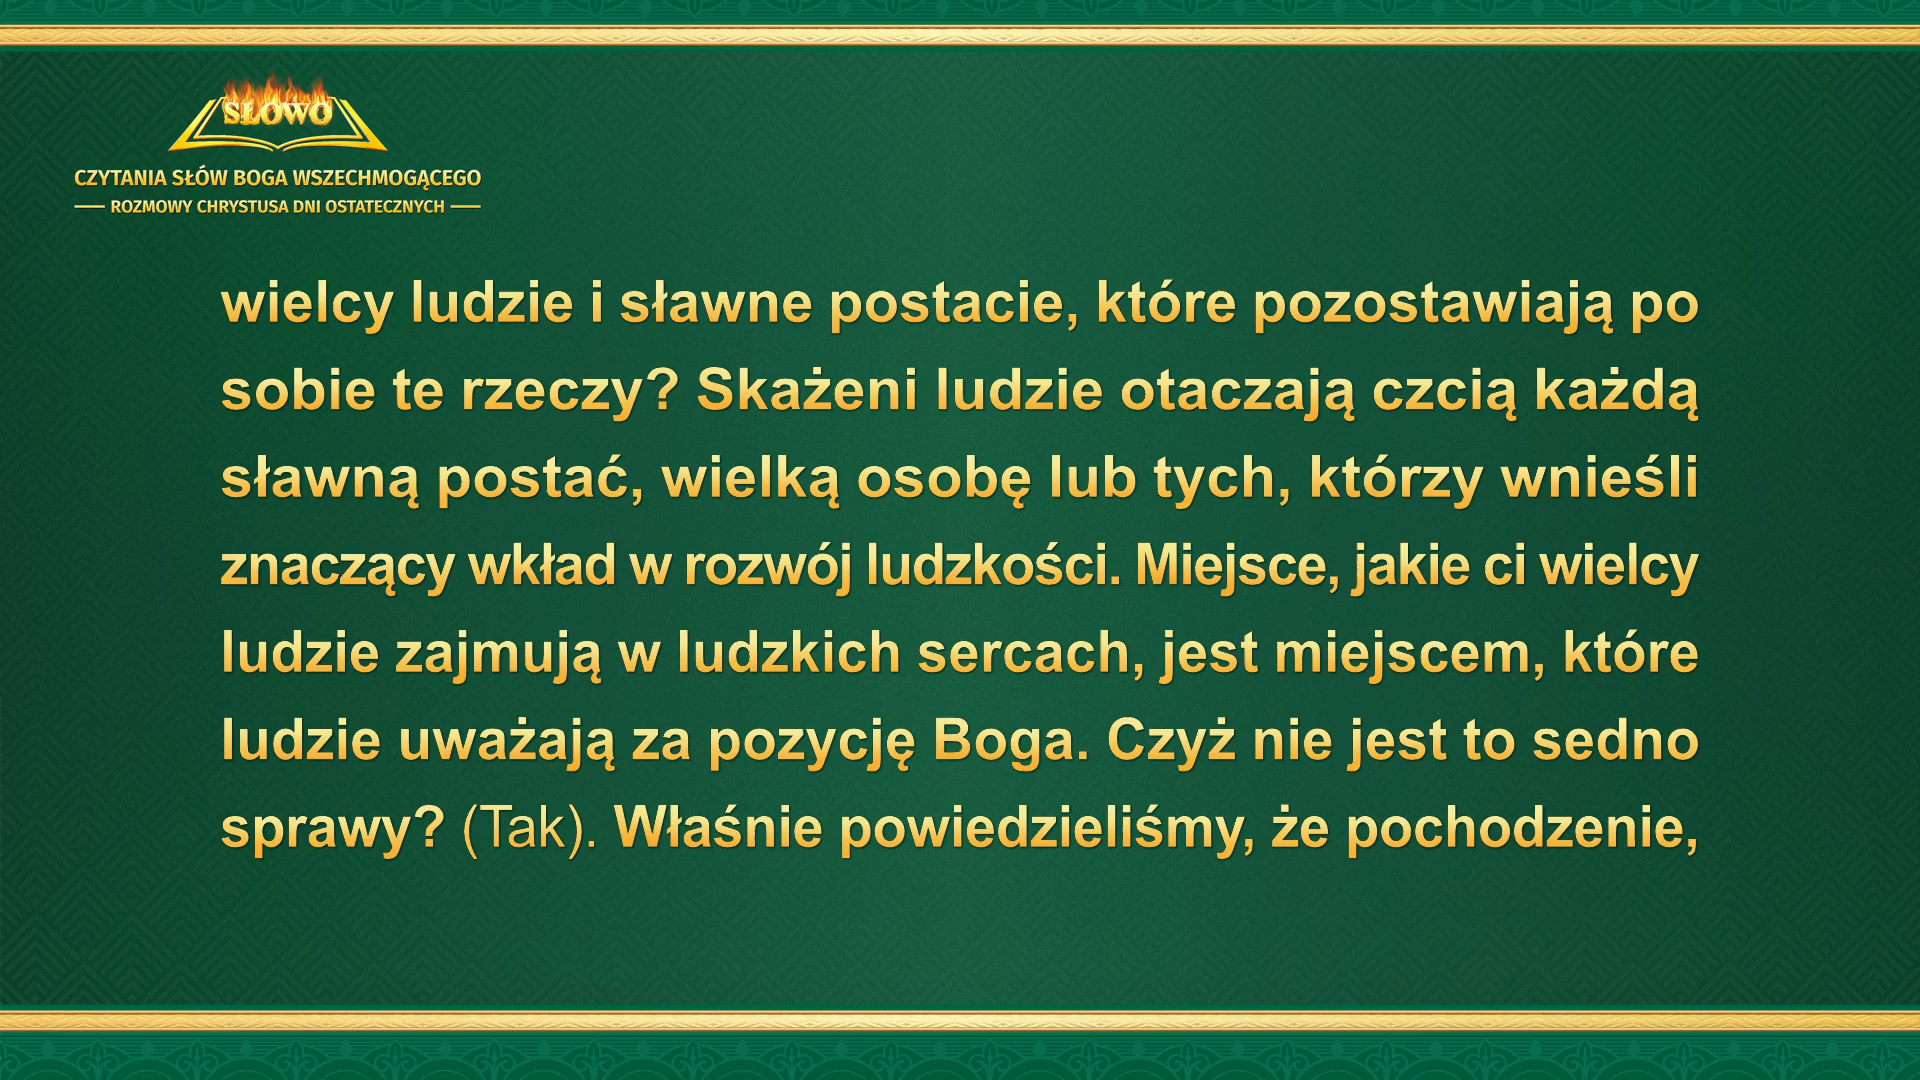 SŁOWO
CZYTANIA SŁÓW BOGA WSZECHMOGĄCEGO
ROZMOWY CHRYSTUSA DNI OSTATECZNYCH
wielcy ludzie i sławne postacie, które pozostawiają po
sobie te rzeczy? Skażeni ludzie otaczają czcią każdą
sławną postać, wielką osobę lub tych, którzy wnieśli
znaczący wkład w rozwój ludzkości. Miejsce, jakie ci wielcy
ludzie zajmują w ludzkich sercach, jest miejscem, które
ludzie uważają za pozycję Boga. Czyż nie jest to sedno
sprawy? (Tak). Właśnie powiedzieliśmy, że pochodzenie,